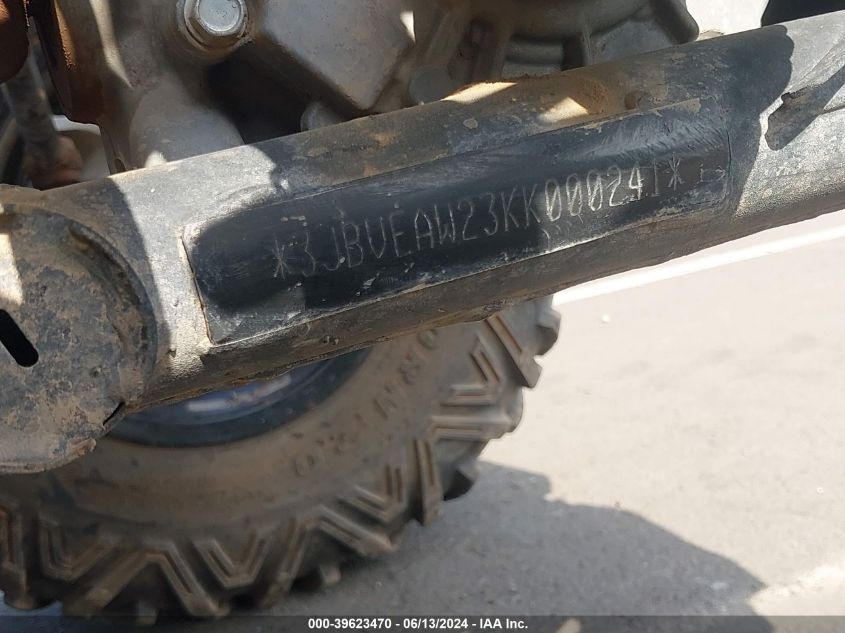 *3JBVEAW23KK000241*
000-39623470 - 06/13/2024 - IAA Inc.